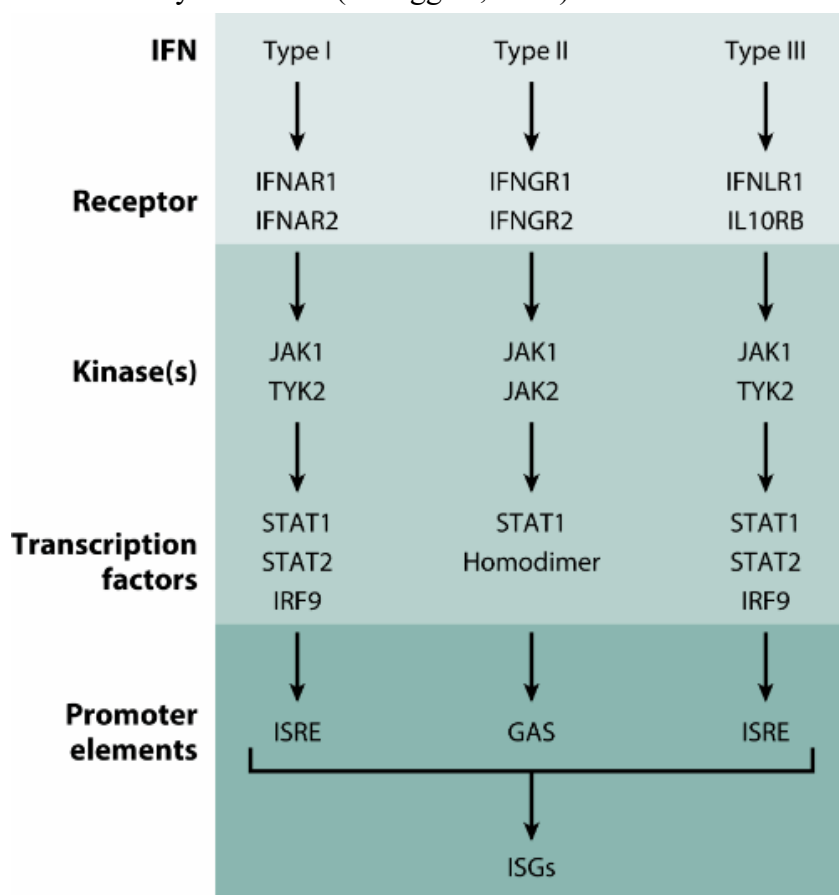 IFN Type I Type II Type III
Receptor
IFNAR1 IFNGR1 IFNLR1
IFNAR2 IFNGR2 IL10RB
Kinase(s)
JAK1 JAK1 JAK1
TYK2 JAK2 TYK2
Transcription
factors
STAT1 STAT1 STAT1
STAT2 Homodimer STAT2
IRF9 IRF9
Promoter
elements
ISRE GAS ISRE
ISGs